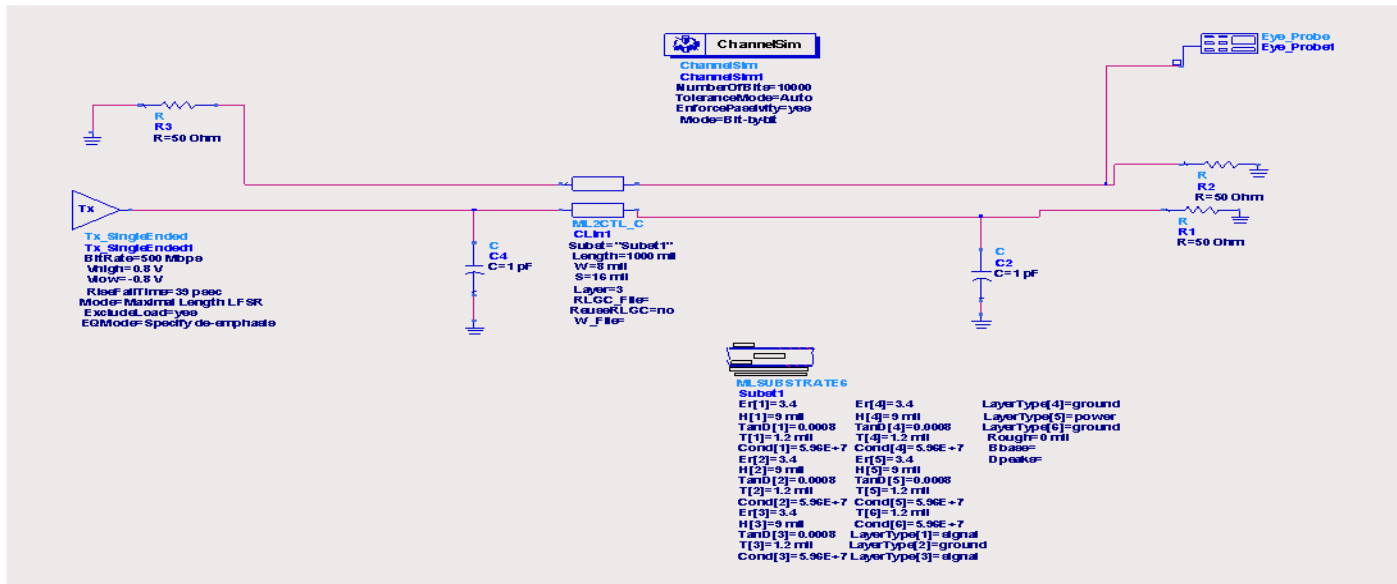 ChannelSim
ChannelSim
ChannelSim1
NumberOfBits=10000
ToleranceMode=Auto
EnforcePassivity=yes
Mode=Bit-by-bit
Eye_Probe
Eye_Probe1
R
R3
R=50 Ohm
R
R2
R=50 Ohm
R
R1
R=50 Ohm
Tx
Tx_SingleEnded
Tx_SingleEnded1
BitRate=500 Mbps
Vhigh=0.8 V
Vlow=-0.8 V
RiseFallTime=39 psec
Mode=Maximal Length LFSR
ExcludeLoad=yes
EQMode=Specify de-emphasis
C
C4
C=1 pF
ML2CTL_C
CLin1
Subst="Subst1"
Length=1000 mil
W=8 mil
S=16 mil
Layer=3
RLGC_File=
ReuseRLGC=no
W_File=
C
C2
C=1 pF
MLSUBSTRATE6
Subst1
Er[1]=3.4
H[1]=9 mil
TanD[1]=0.0008
T[1]=1.2 mil
Cond[1]=5.96E+7
Er[2]=3.4
H[2]=9 mil
TanD[2]=0.0008
T[2]=1.2 mil
Cond[2]=5.96E+7
Er[3]=3.4
H[3]=9 mil
TanD[3]=0.0008
T[3]=1.2 mil
Cond[3]=5.96E+7
Er[4]=3.4
H[4]=9 mil
TanD[4]=0.0008
T[4]=1.2 mil
Cond[4]=5.96E+7
Er[5]=3.4
H[5]=9 mil
TanD[5]=0.0008
T[5]=1.2 mil
Cond[5]=5.96E+7
T[6]=1.2 mil
Cond[6]=5.96E+7
LayerType[1]=signal
LayerType[2]=ground
LayerType[3]=signal
LayerType[4]=ground
LayerType[5]=power
LayerType[6]=ground
Rough=0 mil
Bbase=
Dpeaks=